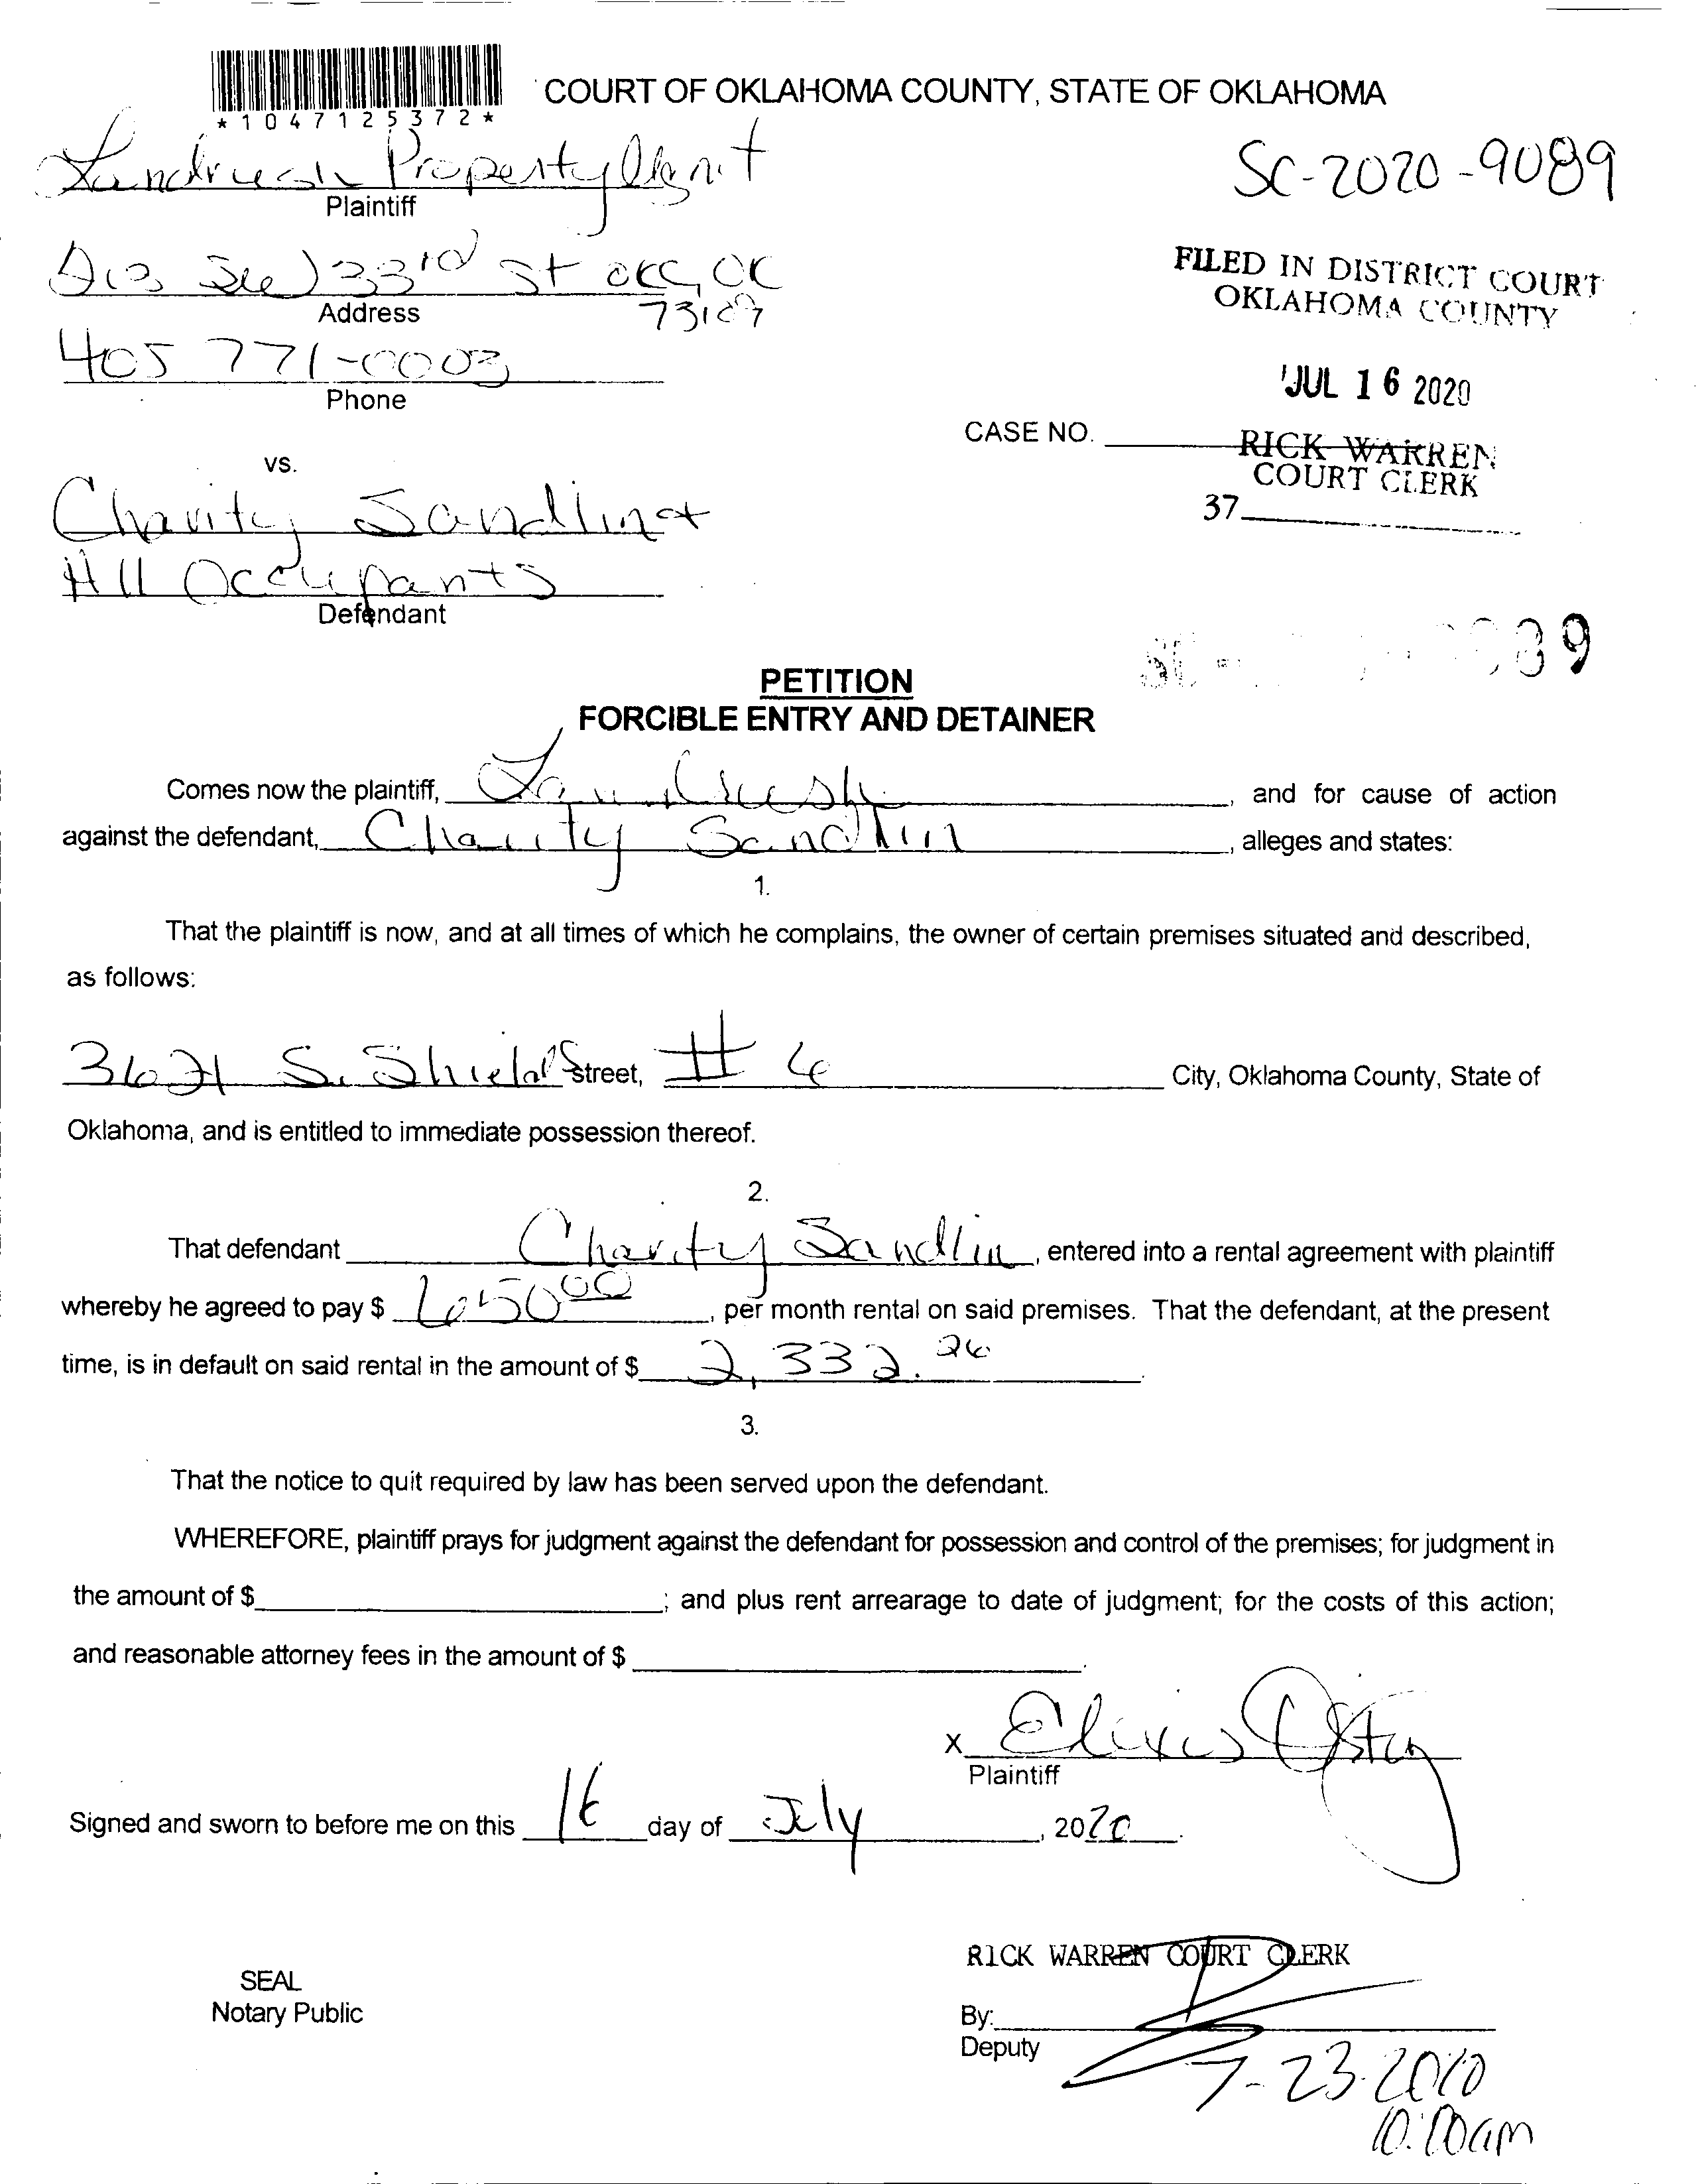 *1047125372*
COURT OF OKLAHOMA COUNTY, STATE OF OKLAHOMA
Landrush Property Mgmt
Plaintiff
SC-2020-9089
213 SW 33rd St OKC, OK
73109
Address
FILED IN DISTRICT COURT
OKLAHOMA COUNTY
405 771-0003
Phone
JUL 16 2020
CASE NO.
RICK WARREN
COURT CLERK
37
vs.
Charity Sandlin +
All Occupants
Defendant
PETITION
FORCIBLE ENTRY AND DETAINER
Comes now the plaintiff, Landrush, and for cause of action
against the defendant, Charity Sandlin, alleges and states:
1.
That the plaintiff is now, and at all times of which he complains, the owner of certain premises situated and described,
as follows:
3621 S. Shields Street, # 6 City, Oklahoma County, State of
Oklahoma, and is entitled to immediate possession thereof.
2.
That defendant Charity Sandlin, entered into a rental agreement with plaintiff
whereby he agreed to pay $ 650.00, per month rental on said premises. That the defendant, at the present
time, is in default on said rental in the amount of $ 2,332.26.
3.
That the notice to quit required by law has been served upon the defendant.
WHEREFORE, plaintiff prays for judgment against the defendant for possession and control of the premises; for judgment in
the amount of $; and plus rent arrearage to date of judgment; for the costs of this action;
and reasonable attorney fees in the amount of $.
X
Plaintiff
Signed and sworn to before me on this 16 day of July, 2020.
RICK WARREN COURT CLERK
SEAL
Notary Public
By:
Deputy
7-23-2020
10:00am